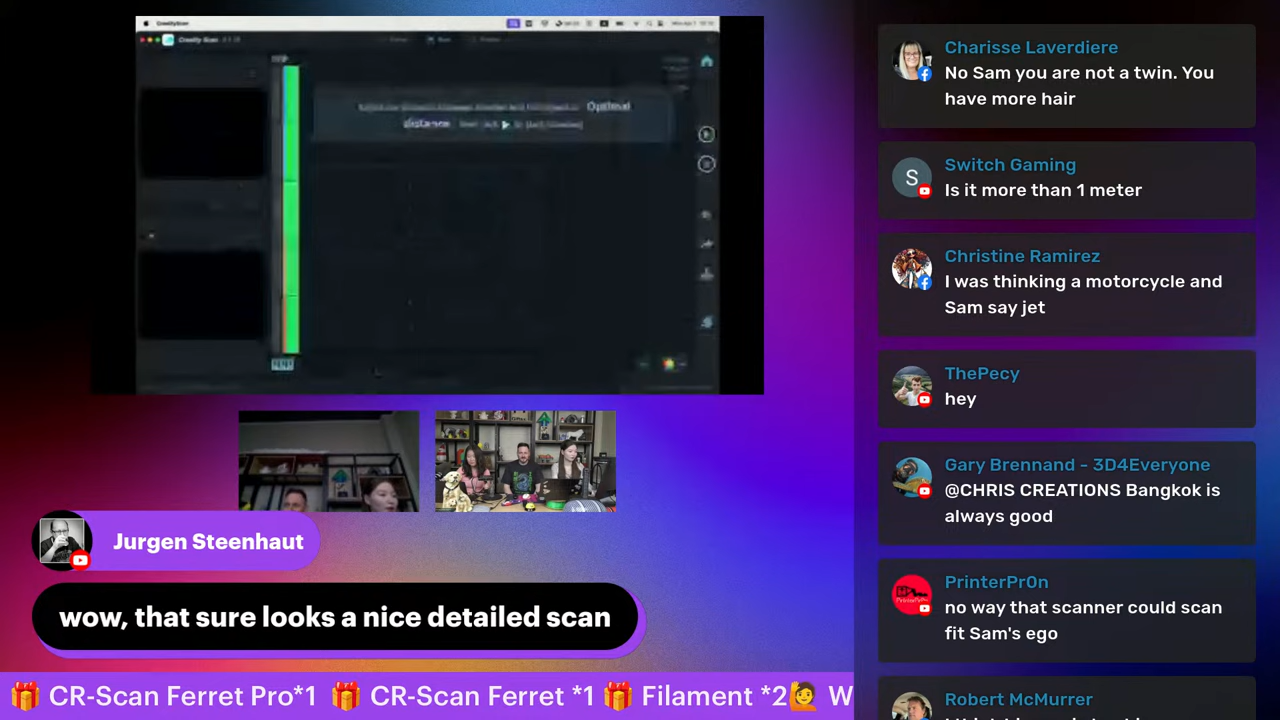 Creality Scan
Optimal
distance
Jurgen Steenhaut
wow, that sure looks a nice detailed scan
🎁 CR-Scan Ferret Pro*1 🎁 CR-Scan Ferret *1 🎁 Filament *2🙋 W
Charisse Laverdiere
No Sam you are not a twin. You
have more hair
S
Switch Gaming
Is it more than 1 meter
Christine Ramirez
I was thinking a motorcycle and
Sam say jet
ThePecy
hey
Gary Brennand - 3D4Everyone
@CHRIS CREATIONS Bangkok is
always good
PrinterPr0n
no way that scanner could scan
fit Sam's ego
Robert McMurrer